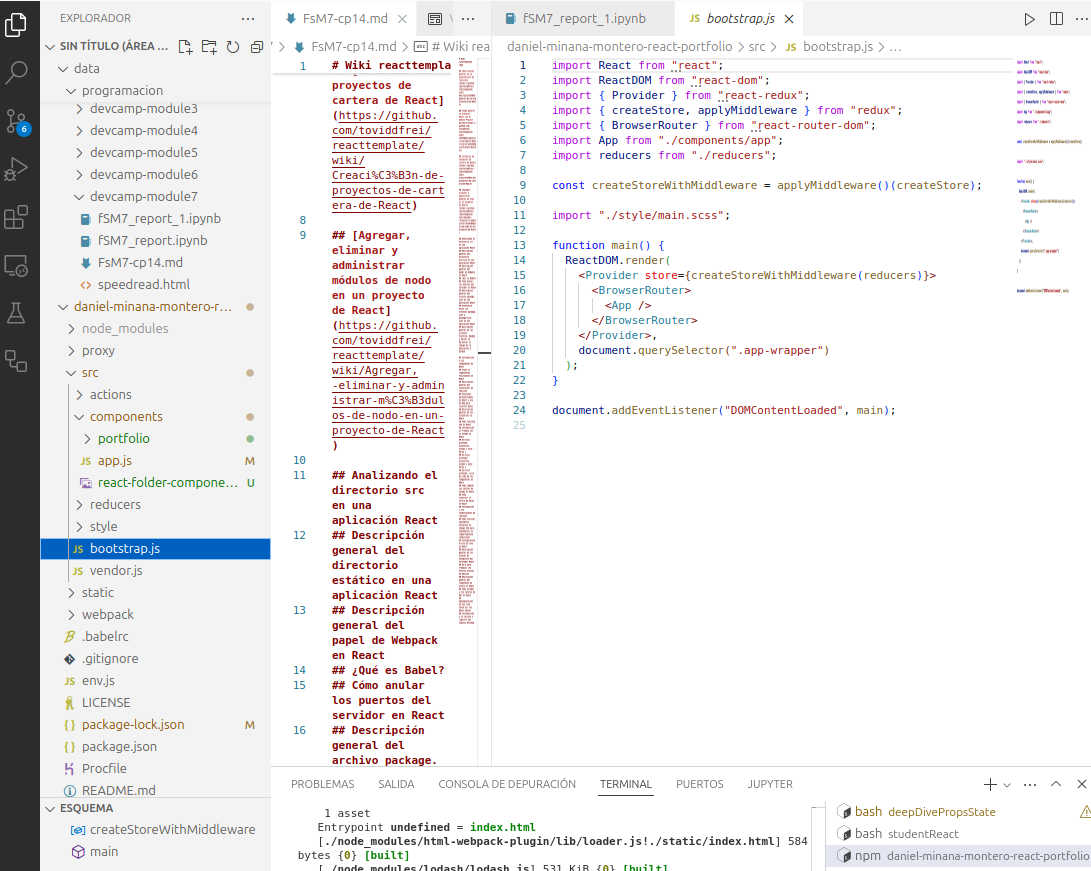 EXPLORADOR
SIN TÍTULO (ÁREA ...
data
programacion
devcamp-module3
devcamp-module4
devcamp-module5
devcamp-module6
devcamp-module7
fSM7_report_1.ipynb
fSM7_report.ipynb
FsM7-cp14.md
speedread.html
daniel-minana-montero-r...
node_modules
proxy
src
actions
components
portfolio
JS app.js M
react-folder-compone... U
reducers
style
JS bootstrap.js
JS vendor.js
static
webpack
.babelrc
.gitignore
JS env.js
LICENSE
{ } package-lock.json M
{ } package.json
Procfile
README.md
ESQUEMA
createStoreWithMiddleware
main
6
FsM7-cp14.md
FsM7-cp14.md > # Wiki rea
1 # Wiki reacttempla
proyectos de
cartera de React]
(https://github.
com/toviddfrei/
reacttemplate/
wiki/
Creaci%C3%B3n-de-
proyectos-de-cart
era-de-React)
8
9 ## [Agregar,
eliminar y
administrar
módulos de nodo
en un proyecto
de React]
(https://github.
com/toviddfrei/
reacttemplate/
wiki/Agregar,
-eliminar-y-admin
istrar-m%C3%B3dul
os-de-nodo-en-un-
proyecto-de-React
)
10
11 ## Analizando el
directorio src
en una
aplicación React
12 ## Descripción
general del
directorio
estático en una
aplicación React
13 ## Descripción
general del
papel de Webpack
en React
14 ## ¿Qué es Babel?
15 ## Cómo anular
los puertos del
servidor en React
16 ## Descripción
general del
archivo package.
fSM7_report_1.ipynb
JS bootstrap.js
daniel-minana-montero-react-portfolio > src > JS bootstrap.js > ...
1 import React from "react";
2 import ReactDOM from "react-dom";
3 import { Provider } from "react-redux";
4 import { createStore, applyMiddleware } from "redux";
5 import { BrowserRouter } from "react-router-dom";
6 import App from "./components/app";
7 import reducers from "./reducers";
8
9 const createStoreWithMiddleware = applyMiddleware()(createStore);
10
11 import "./style/main.scss";
12
13 function main() {
14 ReactDOM.render(
15 <Provider store={createStoreWithMiddleware(reducers)}>
16 <BrowserRouter>
17 <App />
18 </BrowserRouter>
19 </Provider>,
20 document.querySelector(".app-wrapper")
21 );
22 }
23
24 document.addEventListener("DOMContentLoaded", main);
25
PROBLEMAS SALIDA CONSOLA DE DEPURACIÓN TERMINAL PUERTOS JUPYTER
1 asset
Entrypoint undefined = index.html
[./node_modules/html-webpack-plugin/lib/loader.js!./static/index.html] 584
bytes {0} [built]
[./node_modules/lodash/lodash.js] 531 KiB {0} [built]
bash deepDivePropsState
bash studentReact
npm daniel-minana-montero-react-portfolio